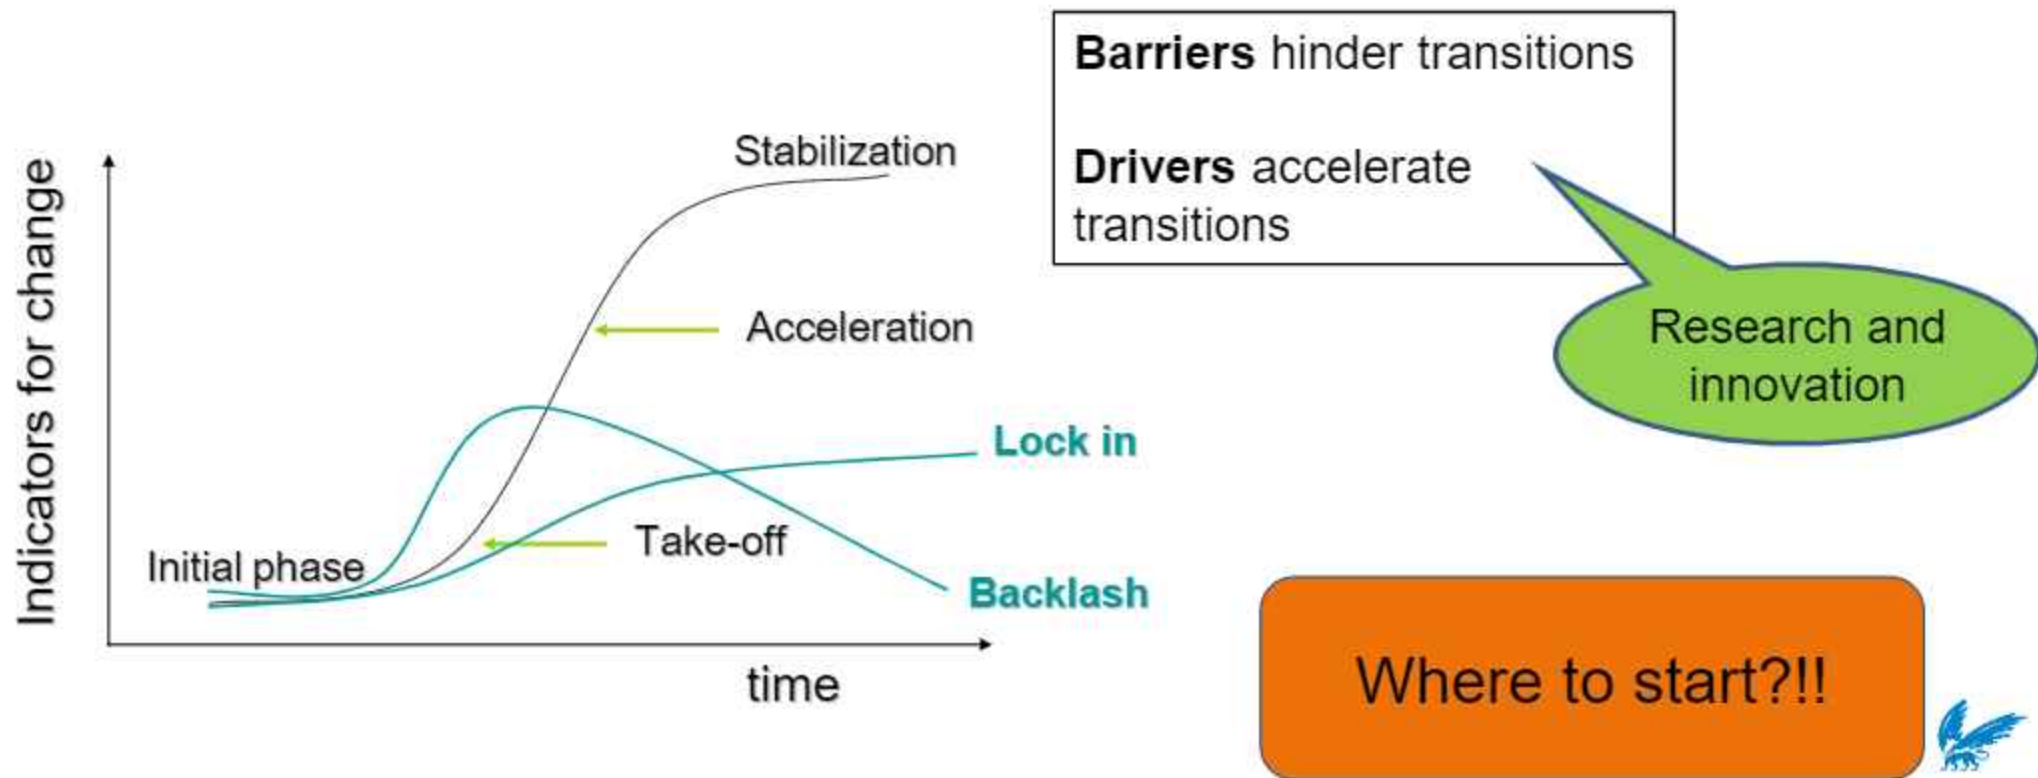 Barriers hinder transitions
Drivers accelerate
transitions
Stabilization
Indicators for change
Acceleration
Research and
innovation
Lock in
Take-off
Initial phase
Backlash
time
Where to start?!!